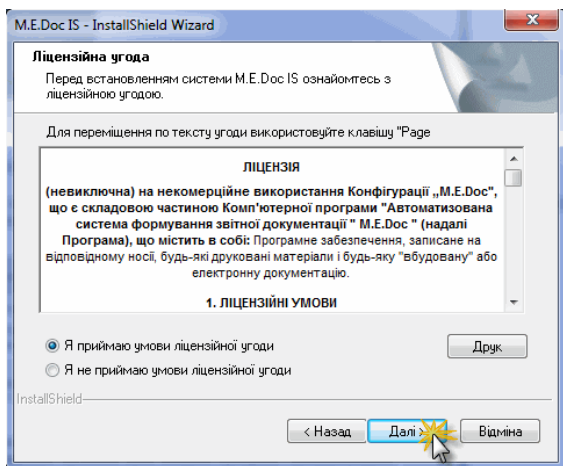 M.E.Doc IS - InstallShield Wizard
Ліцензійна угода
Перед встановленням системи M.E.Doc IS ознайомтесь з
ліцензійною угодою.
Для переміщення по тексту угоди використовуйте клавішу "Page
ЛІЦЕНЗІЯ
(невиключна) на некомерційне використання Конфігурації „M.E.Doc",
що є складовою частиною Комп'ютерної програми "Автоматизована
система формування звітної документації " M.E.Doc " (надалі
Програма), що містить в собі: Програмне забезпечення, записане на
відповідному носії, будь-які друковані матеріали і будь-яку "вбудовану" або
електронну документацію.
1. ЛІЦЕНЗІЙНІ УМОВИ
Я приймаю умови ліцензійної угоди
Друк
Я не приймаю умови ліцензійної угоди
InstallShield
< Назад
Далі >
Відміна